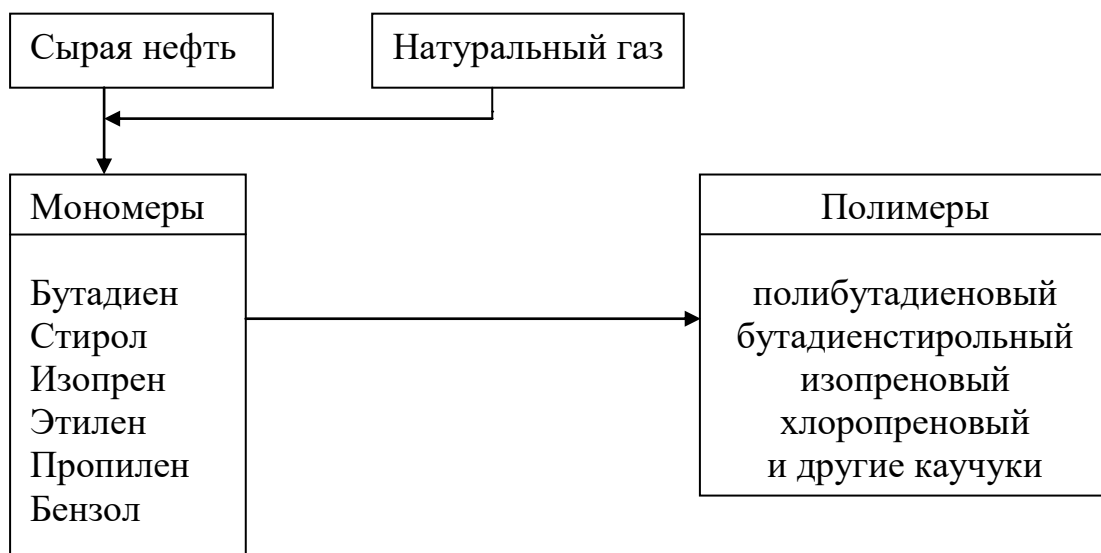 Сырая нефть
Натуральный газ
Мономеры
Бутадиен
Стирол
Изопрен
Этилен
Пропилен
Бензол
Полимеры
полибутадиеновый
бутадиенстирольный
изопреновый
хлоропреновый
и другие каучуки